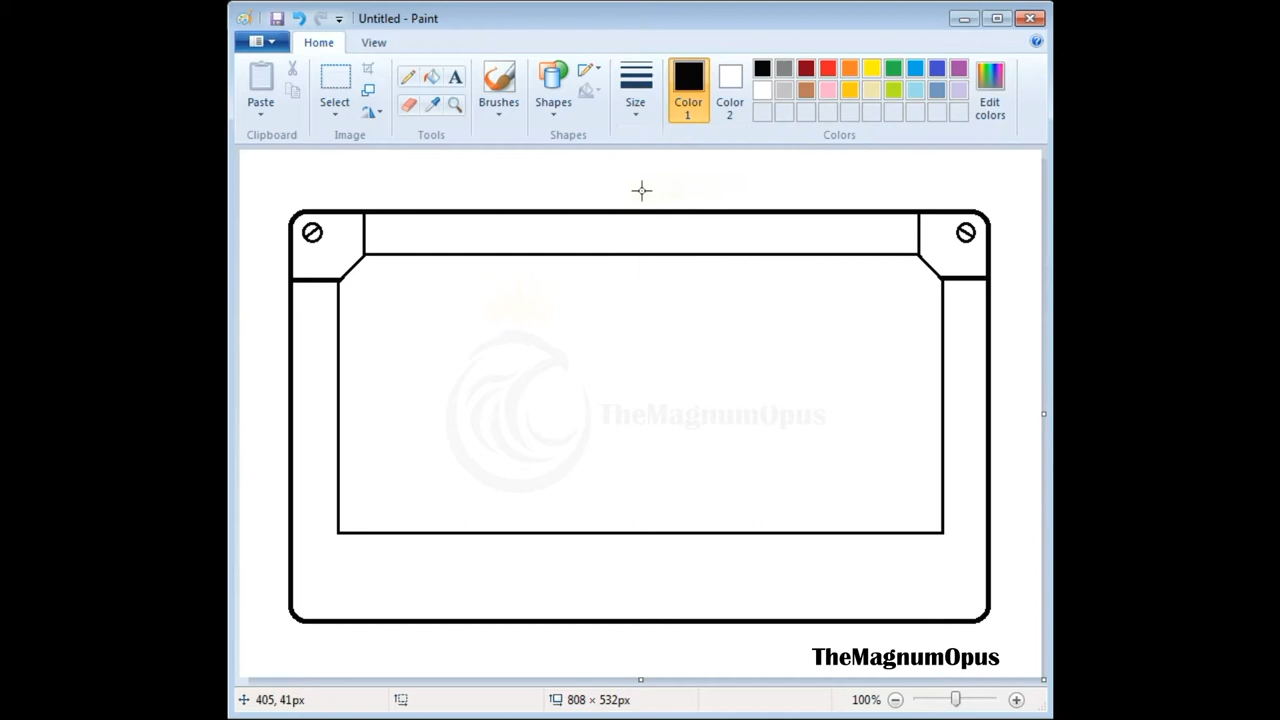 Untitled - Paint
Home View
Paste
Select
Brushes
Shapes
Size
Color 1
Color 2
Edit colors
Clipboard
Image
Tools
Shapes
Colors
TheMagnumOpus
TheMagnumOpus
405, 41px
808 × 532px
100%